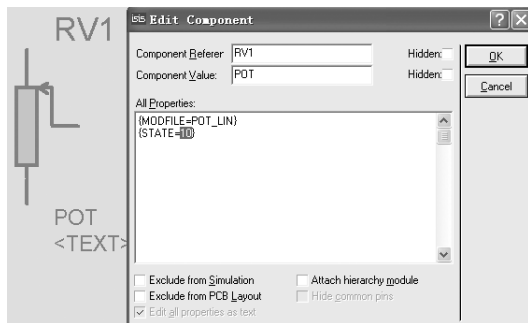 RV1
POT
<TEXT>
ISIS Edit Component
Component Referer RV1 Hidden:
Component Value: POT Hidden:
OK
Cancel
All Properties:
{MODFILE=POT_LIN}
{STATE=10}
Exclude from Simulation
Attach hierarchy module
Exclude from PCB Layout
Hide common pins
Edit all properties as text